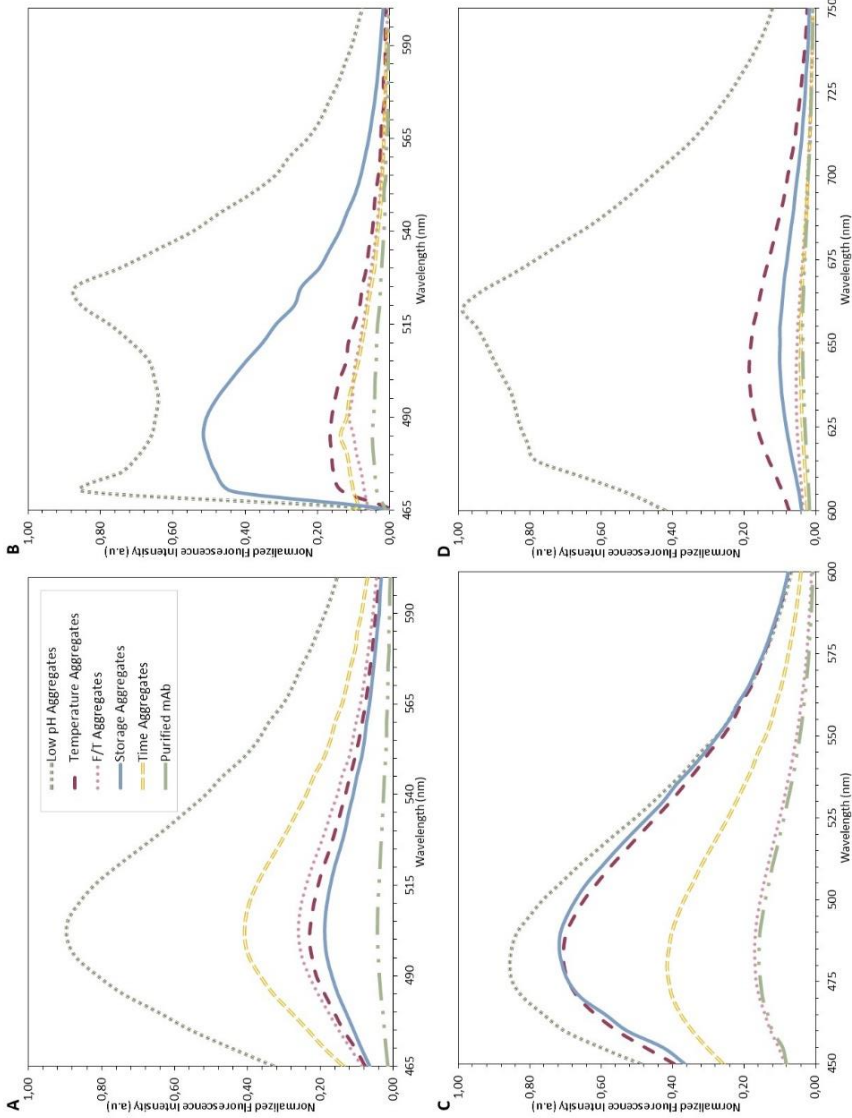 A
Normalized Fluorescence Intensity (a.u)
1,00
0,80
0,60
0,40
0,20
0,00
Low pH Aggregates
Temperature Aggregates
F/T Aggregates
Storage Aggregates
Time Aggregates
Purified mAb
465
490
515
540
565
590
Wavelength (nm)
B
Normalized Fluorescence Intensity (a.u)
1,00
0,80
0,60
0,40
0,20
0,00
465
490
515
540
565
590
Wavelength (nm)
C
Normalized Fluorescence Intensity (a.u)
1,00
0,80
0,60
0,40
0,20
0,00
450
475
500
525
550
575
600
Wavelength (nm)
D
Normalized Fluorescence Intensity (a.u)
1,00
0,80
0,60
0,40
0,20
0,00
600
625
650
675
700
725
750
Wavelength (nm)